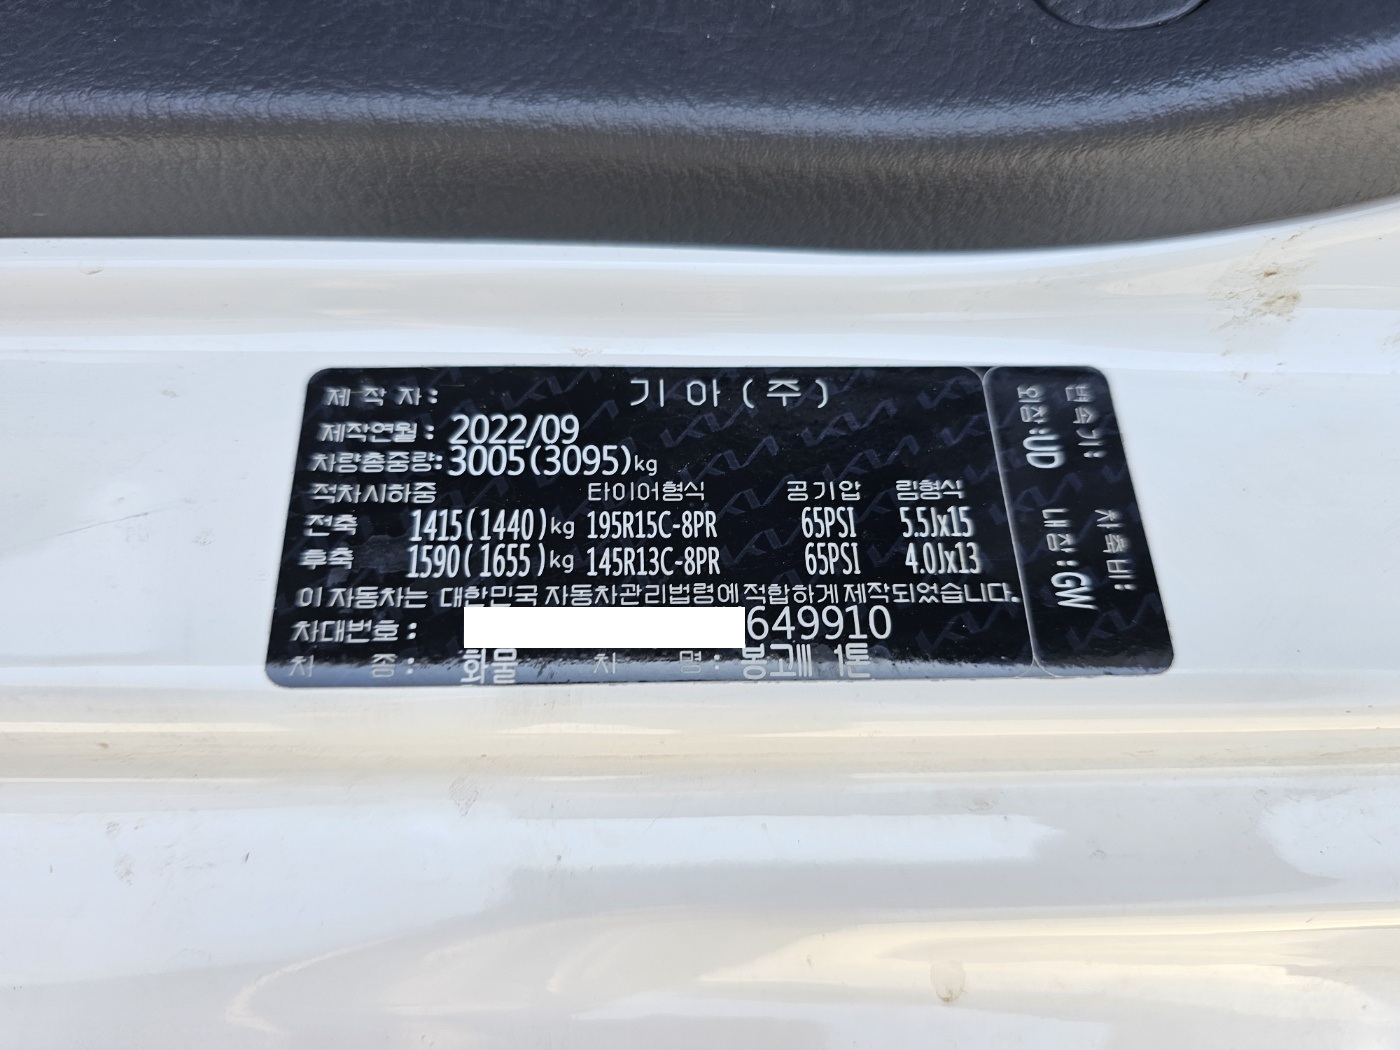 제 작 자 : 기 아 ( 주 )
제작연월 : 2022/09
차량총중량: 3005(3095)kg
적차시하중 타이어형식 공기압 림형식
전축 1415(1440)kg 195R15C-8PR 65PSI 5.5Jx15
후축 1590(1655)kg 145R13C-8PR 65PSI 4.0Jx13
이 자동차는 대한민국 자동차관리법령에 적합하게 제작되었습니다.
차대번호 : 649910
차 종 : 화물 차 명 : 봉고Ⅲ 1톤
변속기: 차축비:
외장:UD 내장:GW